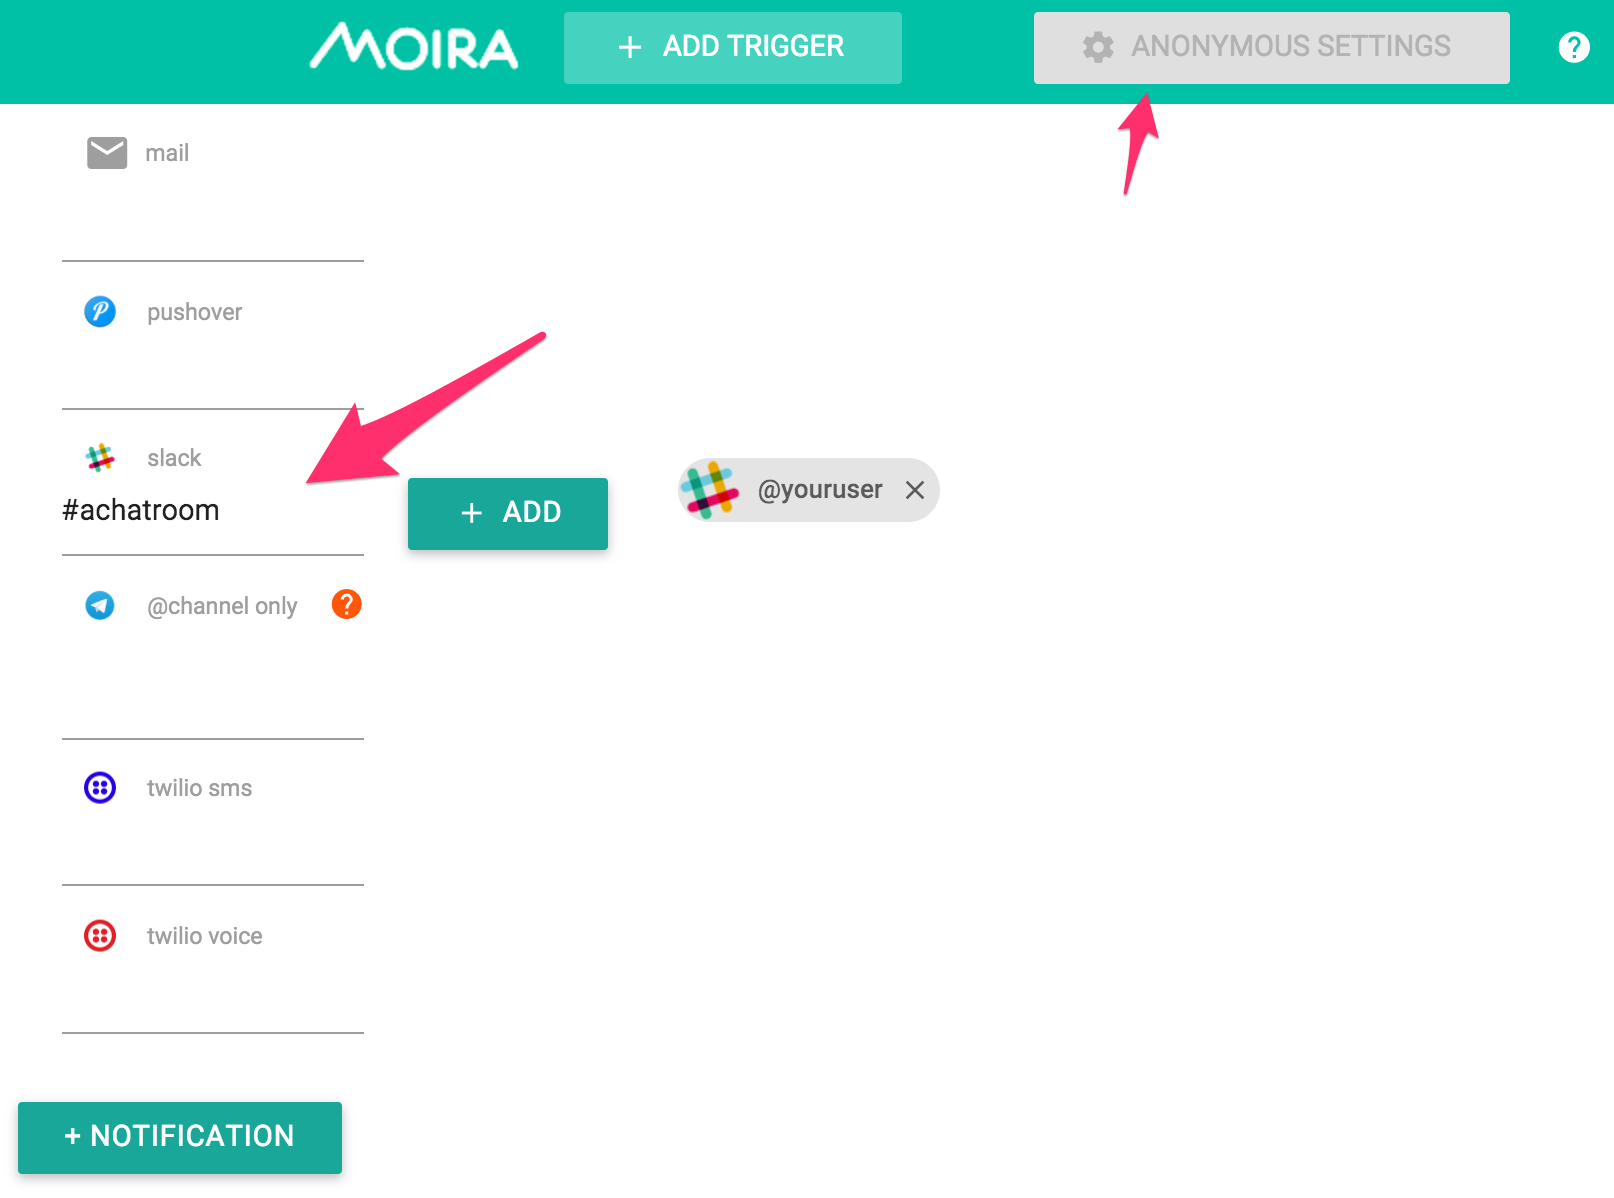 MOIRA
+ ADD TRIGGER
ANONYMOUS SETTINGS
?
mail
pushover
slack
#achatroom
+ ADD
@youruser
@channel only
?
twilio sms
twilio voice
+ NOTIFICATION